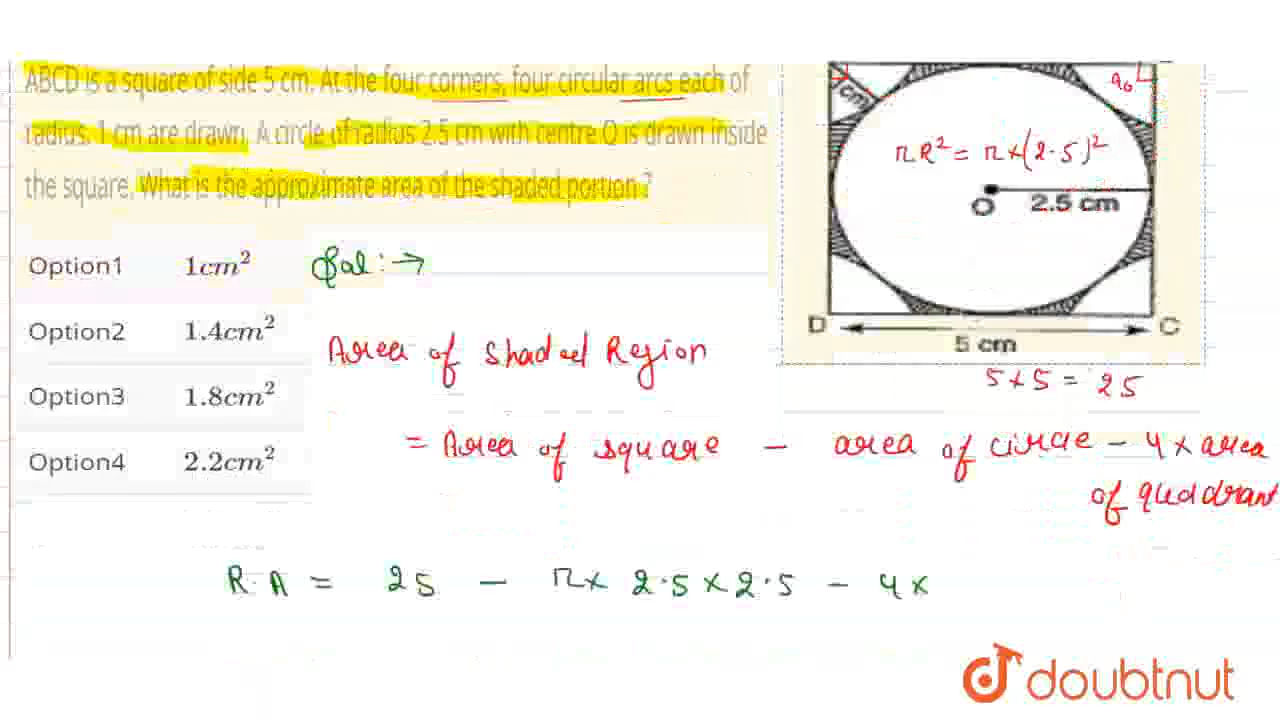 ABCD is a square of side 5 cm. At the four corners, four circular arcs each of
radius 1 cm are drawn. A circle of radius 2.5 cm with centre O is drawn inside
the square. What is the approximate area of the shaded portion?
1cm
90
πR² = π×(2.5)²
O 2.5 cm
D C
5 cm
5×5 = 25
Option1 1cm²
Option2 1.4cm²
Option3 1.8cm²
Option4 2.2cm²
Sol :→
Area of shaded Region
= Area of square - area of circle - 4× area
of quadrant
R.A = 25 - π× 2.5×2.5 - 4×
doubtnut